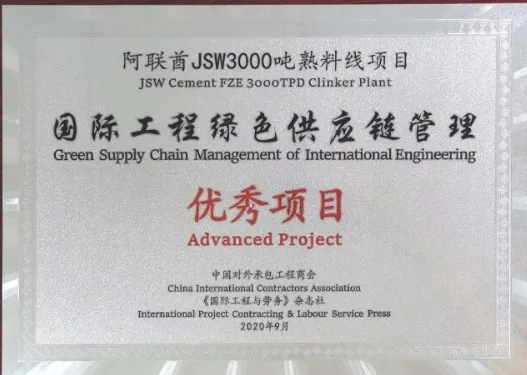 阿联酋JSW3000吨熟料线项目
JSW Cement FZE 3000TPD Clinker Plant
国际工程绿色供应链管理
Green Supply Chain Management of International Engineering
优秀项目
Advanced Project
中国对外承包工程商会
China International Contractors Association
《国际工程与劳务》杂志社
International Project Contracting & Labour Service Press
2020年9月